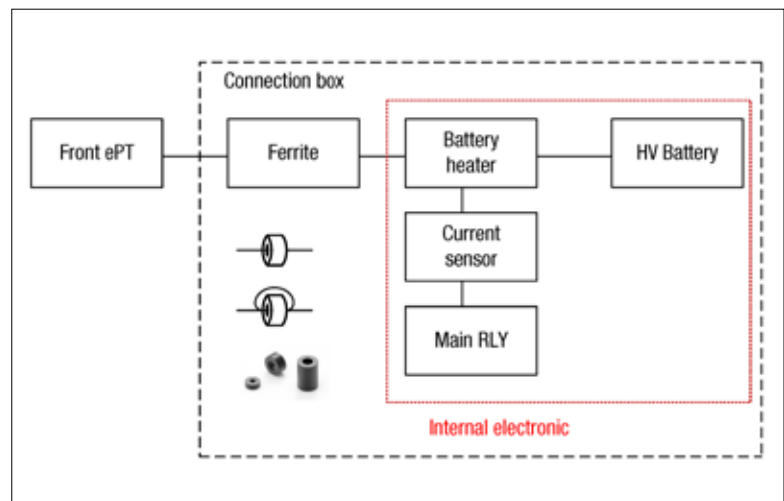 Connection box
Front ePT
Ferrite
Battery
heater
HV Battery
Current
sensor
Main RLY
Internal electronic